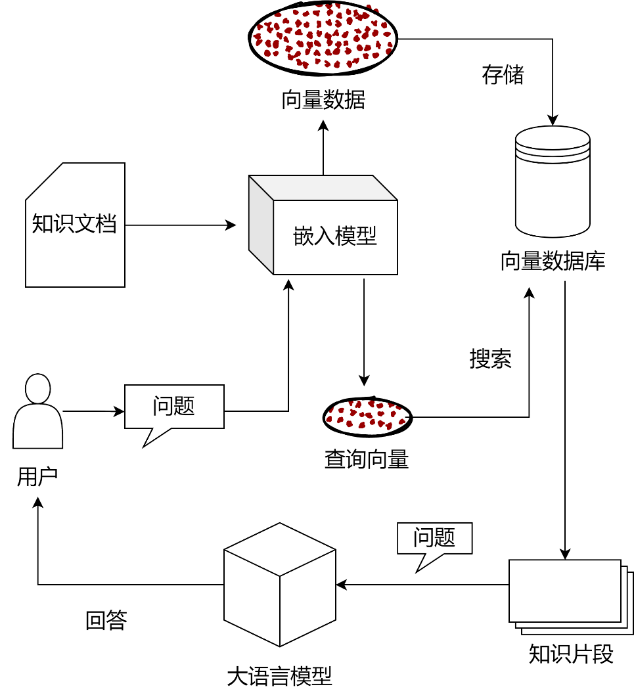 向量数据
存储
知识文档
嵌入模型
向量数据库
搜索
问题
查询向量
用户
问题
回答
知识片段
大语言模型